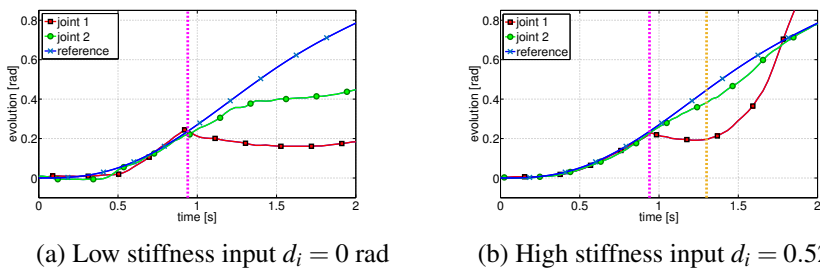 0.8
0.6
0.4
0.2
0
evolution [rad]
joint 1
joint 2
reference
0
0.5
1
1.5
2
time [s]
(a) Low stiffness input d_i = 0 rad
0.8
0.6
0.4
0.2
0
evolution [rad]
joint 1
joint 2
reference
0
0.5
1
1.5
2
time [s]
(b) High stiffness input d_i = 0.52